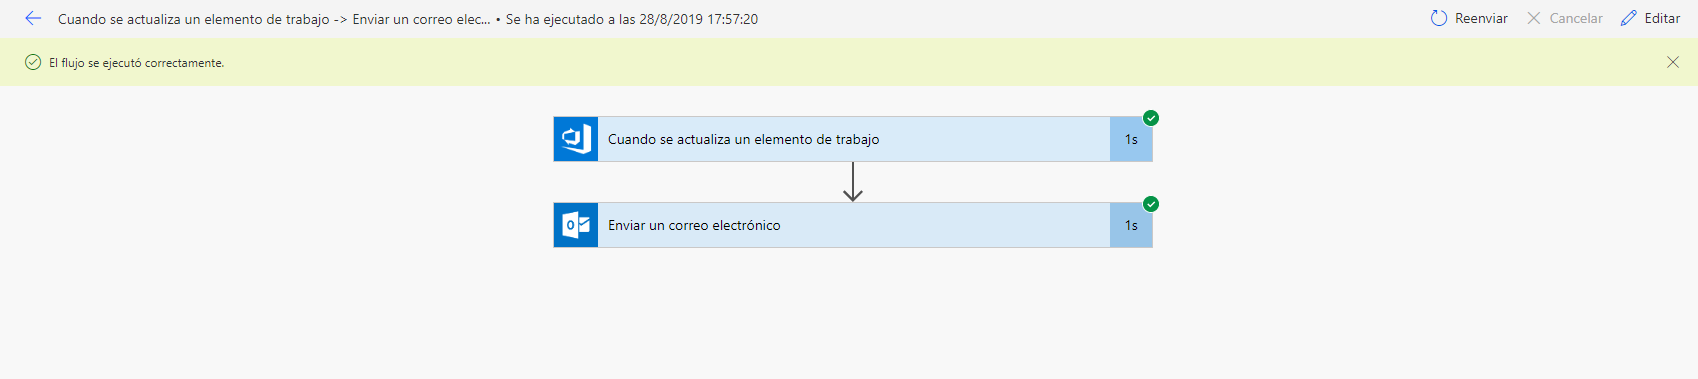 Cuando se actualiza un elemento de trabajo -> Enviar un correo elec... • Se ha ejecutado a las 28/8/2019 17:57:20 Reenviar Cancelar Editar
El flujo se ejecutó correctamente.
Cuando se actualiza un elemento de trabajo 1s
Enviar un correo electrónico 1s